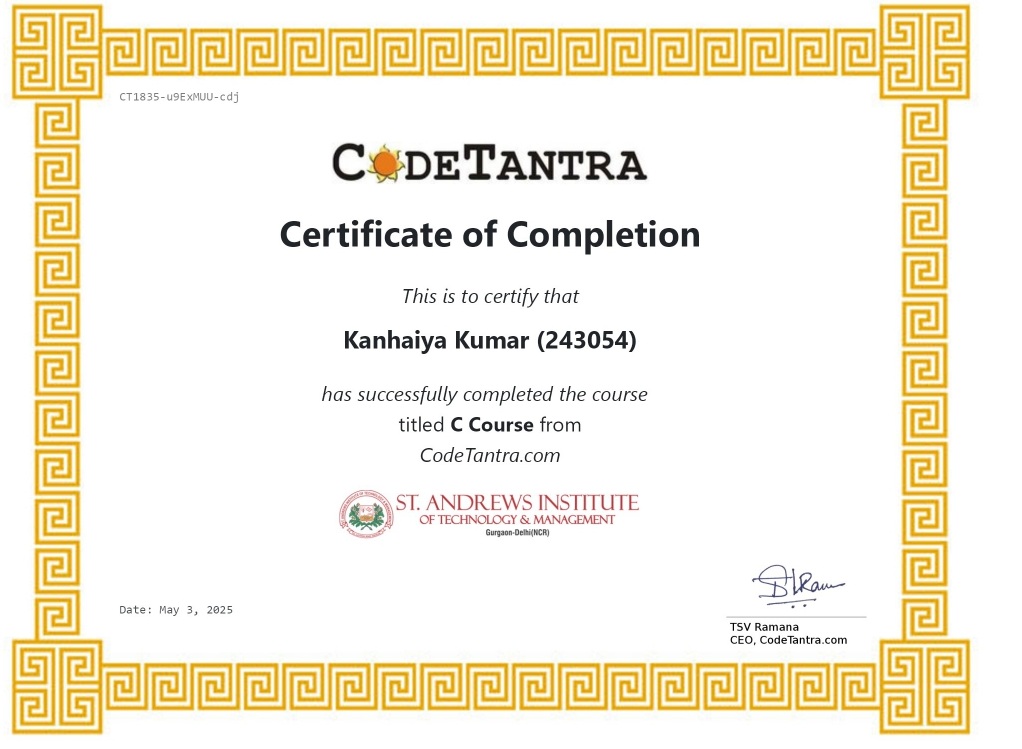 CT1835-u9ExMUU-cdj
CODETANTRA
Certificate of Completion
This is to certify that
Kanhaiya Kumar (243054)
has successfully completed the course
titled C Course from
CodeTantra.com
ST. ANDREWS INSTITUTE
OF TECHNOLOGY & MANAGEMENT
Gurgaon-Delhi(NCR)
Date: May 3, 2025
TSV Ramana
CEO, CodeTantra.com